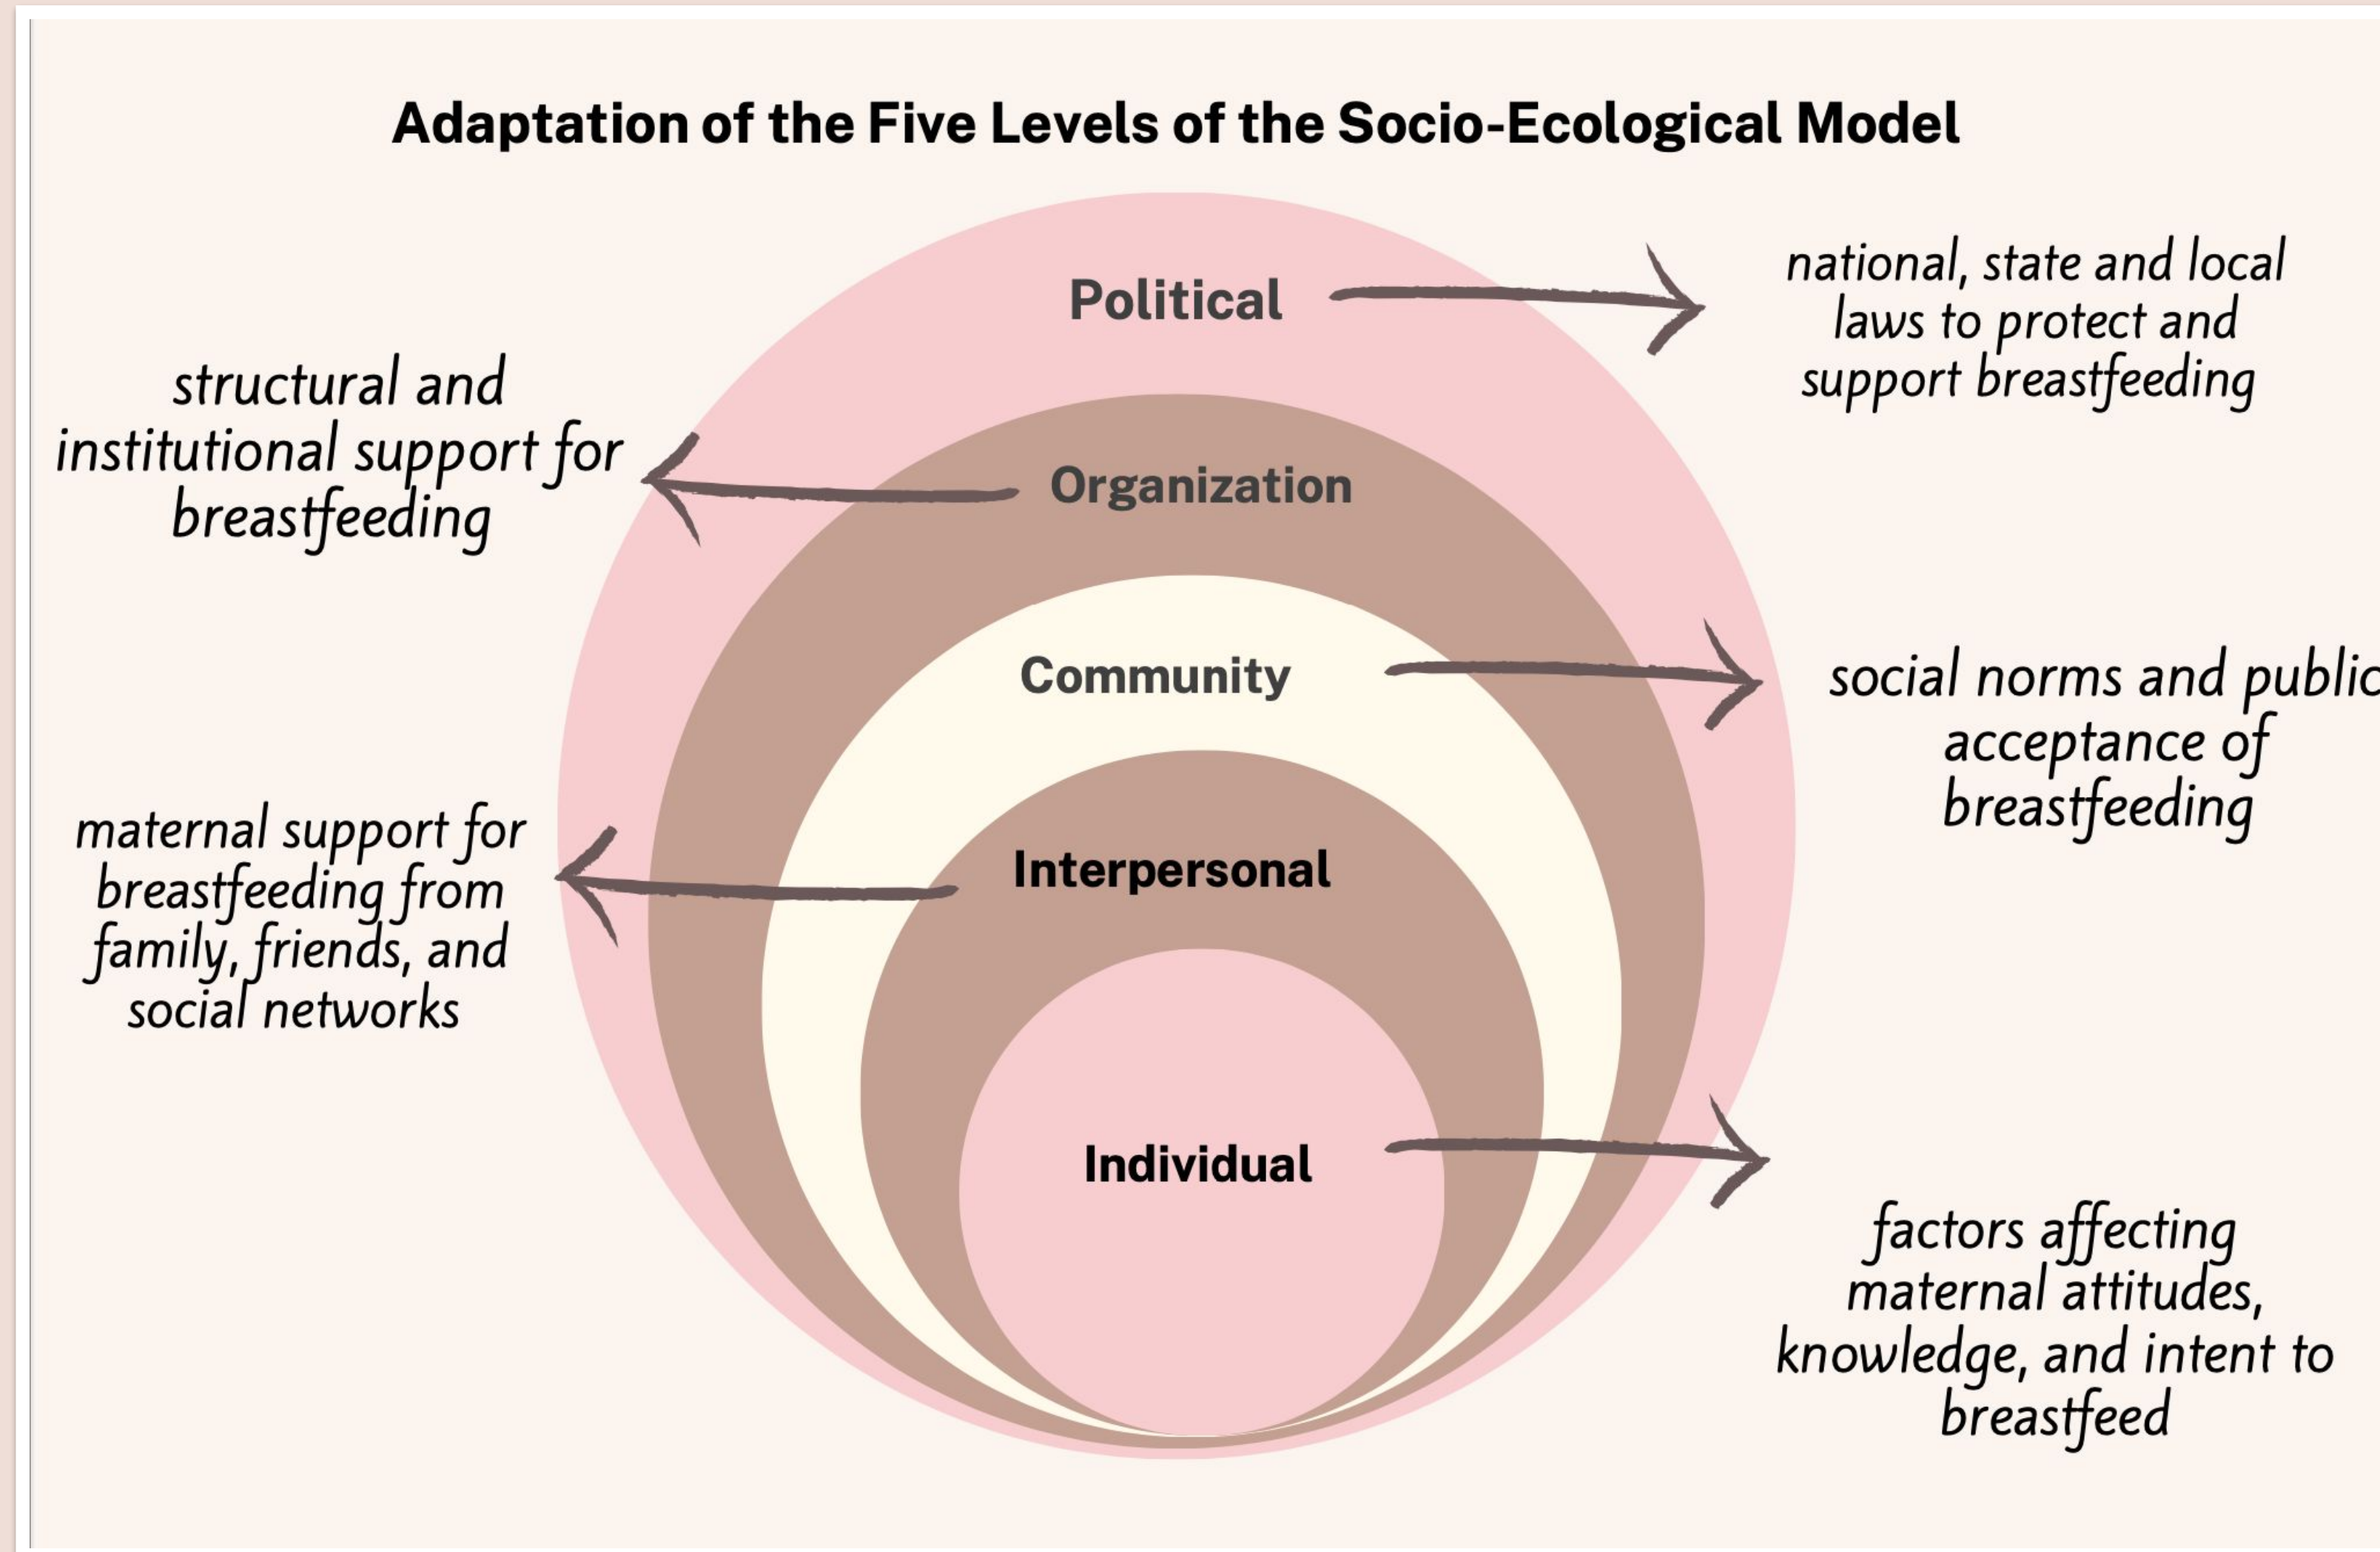 Adaptation of the Five Levels of the Socio-Ecological Model
Political
national, state and local
laws to protect and
support breastfeeding
structural and
institutional support for
breastfeeding
Organization
Community
social norms and public
acceptance of
breastfeeding
maternal support for
breastfeeding from
family, friends, and
social networks
Interpersonal
Individual
factors affecting
maternal attitudes,
knowledge, and intent to
breastfeed